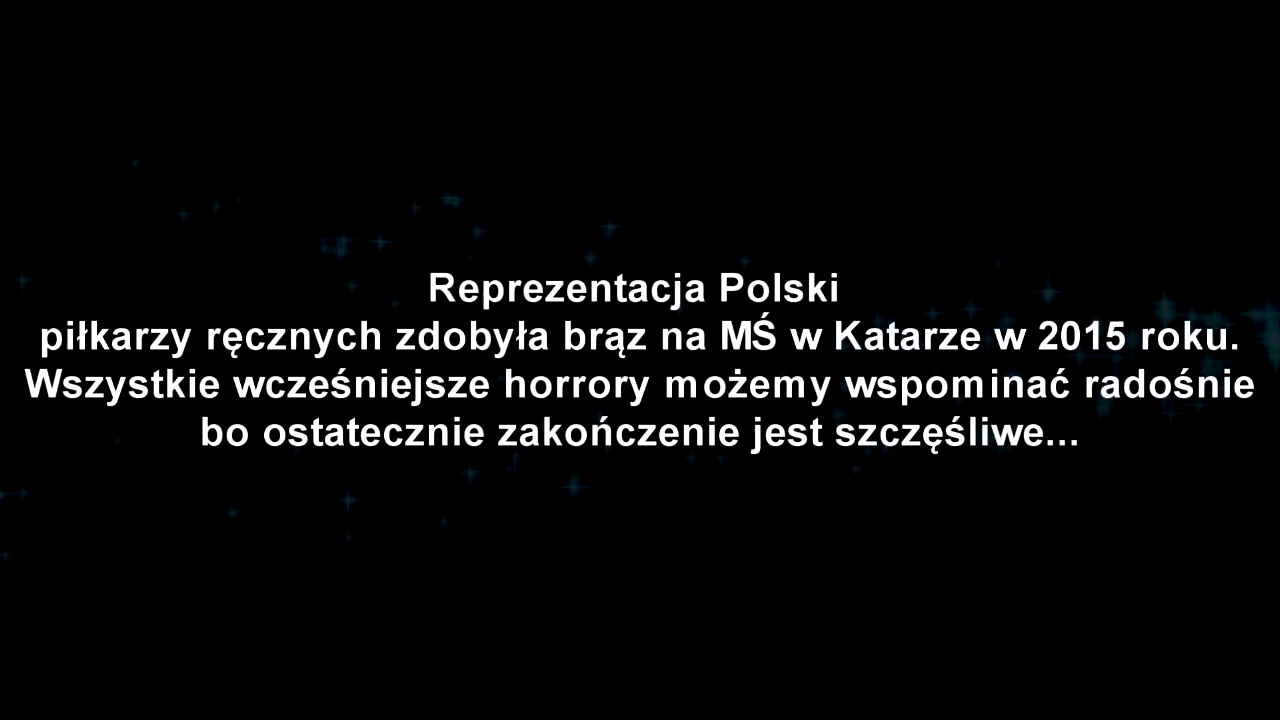 Reprezentacja Polski
piłkarzy ręcznych zdobyła brąz na MŚ w Katarze w 2015 roku.
Wszystkie wcześniejsze horrory możemy wspominać radośnie
bo ostatecznie zakończenie jest szczęśliwe...